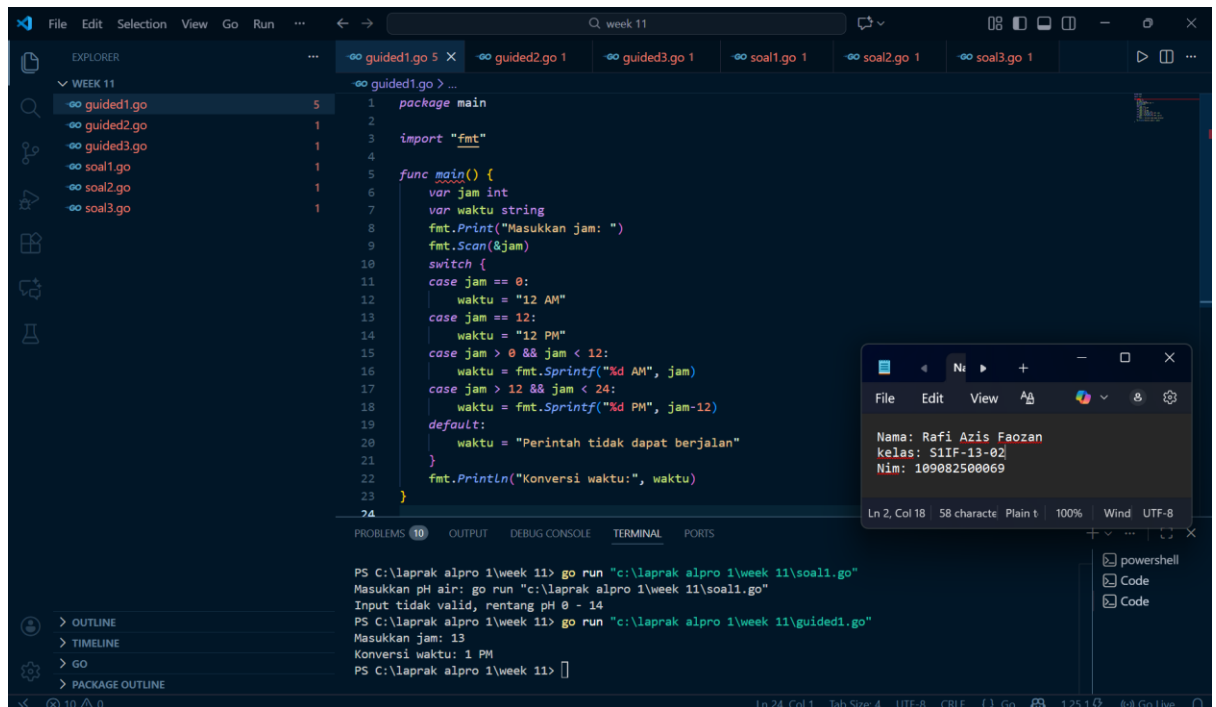 File Edit Selection View Go Run ... week 11
EXPLORER ...
WEEK 11
guided1.go 5
guided2.go 1
guided3.go 1
soal1.go 1
soal2.go 1
soal3.go 1
OUTLINE
TIMELINE
GO
PACKAGE OUTLINE
guided1.go 5 guided2.go 1 guided3.go 1 soal1.go 1 soal2.go 1 soal3.go 1
guided1.go > ...
1 package main
2
3 import "fmt"
4
5 func main() {
6 var jam int
7 var waktu string
8 fmt.Print("Masukkan jam: ")
9 fmt.Scan(&jam)
10 switch {
11 case jam == 0:
12 waktu = "12 AM"
13 case jam == 12:
14 waktu = "12 PM"
15 case jam > 0 && jam < 12:
16 waktu = fmt.Sprintf("%d AM", jam)
17 case jam > 12 && jam < 24:
18 waktu = fmt.Sprintf("%d PM", jam-12)
19 default:
20 waktu = "Perintah tidak dapat berjalan"
21 }
22 fmt.Println("Konversi waktu:", waktu)
23 }
24
File Edit View
Nama: Rafi Azis Faozan
kelas: S1IF-13-02
Nim: 109082500069
Ln 2, Col 18 58 characte Plain t 100% Wind UTF-8
PROBLEMS 10 OUTPUT DEBUG CONSOLE TERMINAL PORTS
PS C:\laprak alpro 1\week 11> go run "c:\laprak alpro 1\week 11\soal1.go"
Masukkan pH air: go run "c:\laprak alpro 1\week 11\soal1.go"
Input tidak valid, rentang pH 0 - 14
PS C:\laprak alpro 1\week 11> go run "c:\laprak alpro 1\week 11\guided1.go"
Masukkan jam: 13
Konversi waktu: 1 PM
PS C:\laprak alpro 1\week 11>
powershell
Code
Code
10 0 Ln 24, Col 1 Tab Size: 4 UTF-8 CRLF {} Go Go Live